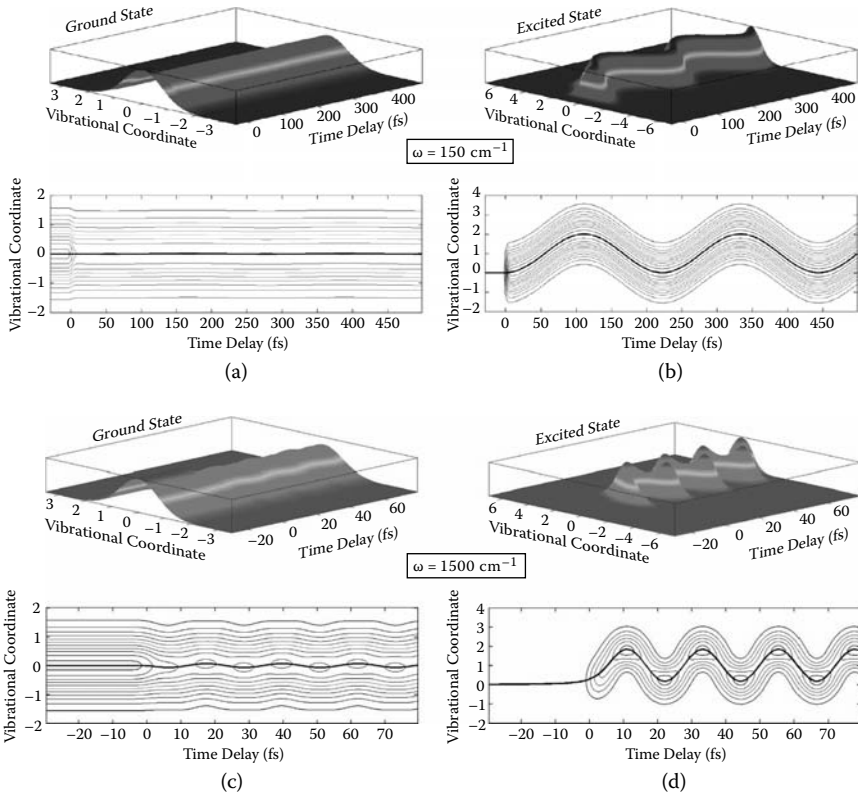 Ground State
3 2 1 0 −1 −2 −3
Vibrational Coordinate
0 100 200 300 400
Time Delay (fs)
Excited State
6 4 2 0 −2 −4 −6
Vibrational Coordinate
0 100 200 300 400
Time Delay (fs)
ω = 150 cm−1
Vibrational Coordinate
2
1
0
−1
−2
0 50 100 150 200 250 300 350 400 450
Time Delay (fs)
(a)
Vibrational Coordinate
4
3
2
1
0
−1
−2
0 50 100 150 200 250 300 350 400 450
Time Delay (fs)
(b)
Ground State
3 2 1 0 −1 −2 −3
Vibrational Coordinate
−20 0 20 40 60
Time Delay (fs)
Excited State
6 4 2 0 −2 −4 −6
Vibrational Coordinate
−20 0 20 40 60
Time Delay (fs)
ω = 1500 cm−1
Vibrational Coordinate
2
1
0
−1
−2
−20 −10 0 10 20 30 40 50 60 70
Time Delay (fs)
(c)
Vibrational Coordinate
4
3
2
1
0
−1
−2
−20 −10 0 10 20 30 40 50 60 70
Time Delay (fs)
(d)